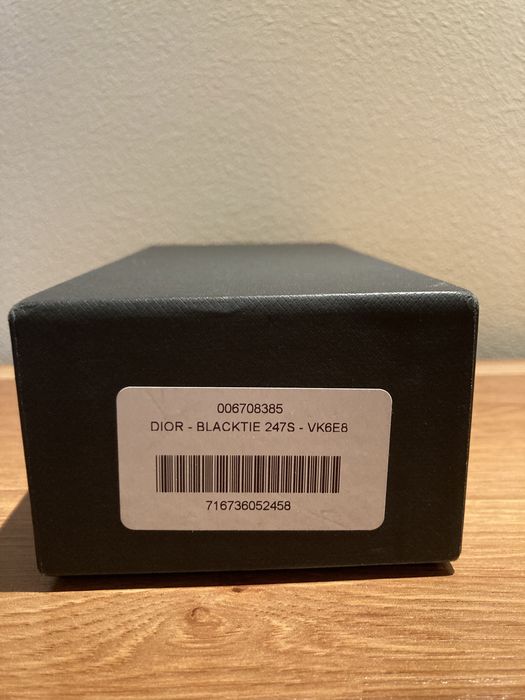 006708385
DIOR - BLACKTIE 247S - VK6E8
716736052458